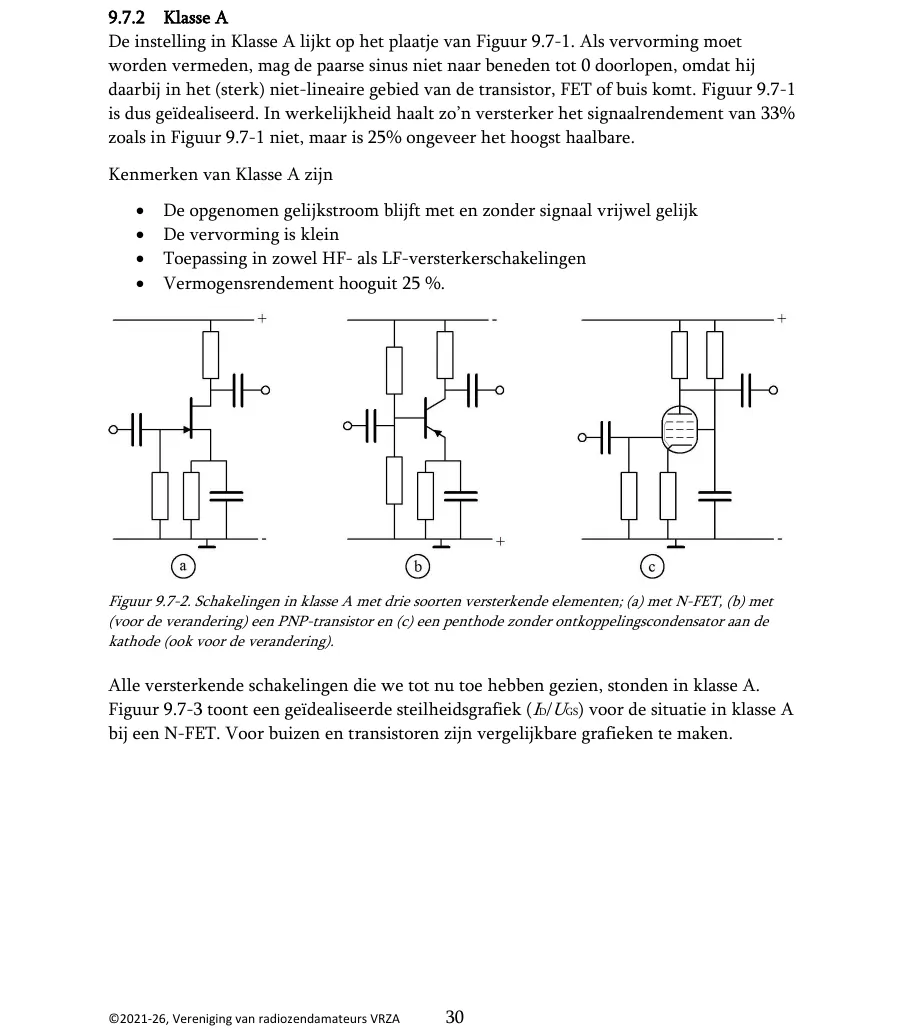 9.7.2 Klasse A
De instelling in Klasse A lijkt op het plaatje van Figuur 9.7-1. Als vervorming moet
worden vermeden, mag de paarse sinus niet naar beneden tot 0 doorlopen, omdat hij
daarbij in het (sterk) niet-lineaire gebied van de transistor, FET of buis komt. Figuur 9.7-1
is dus geïdealiseerd. In werkelijkheid haalt zo’n versterker het signaalrendement van 33%
zoals in Figuur 9.7-1 niet, maar is 25% ongeveer het hoogst haalbare.
Kenmerken van Klasse A zijn
• De opgenomen gelijkstroom blijft met en zonder signaal vrijwel gelijk
• De vervorming is klein
• Toepassing in zowel HF- als LF-versterkerschakelingen
• Vermogensrendement hooguit 25 %.
+ - +
- + -
a b c
Figuur 9.7-2. Schakelingen in klasse A met drie soorten versterkende elementen; (a) met N-FET, (b) met
(voor de verandering) een PNP-transistor en (c) een penthode zonder ontkoppelingscondensator aan de
kathode (ook voor de verandering).
Alle versterkende schakelingen die we tot nu toe hebben gezien, stonden in klasse A.
Figuur 9.7-3 toont een geïdealiseerde steilheidsgrafiek (ID/UGS) voor de situatie in klasse A
bij een N-FET. Voor buizen en transistoren zijn vergelijkbare grafieken te maken.
©2021-26, Vereniging van radiozendamateurs VRZA 30